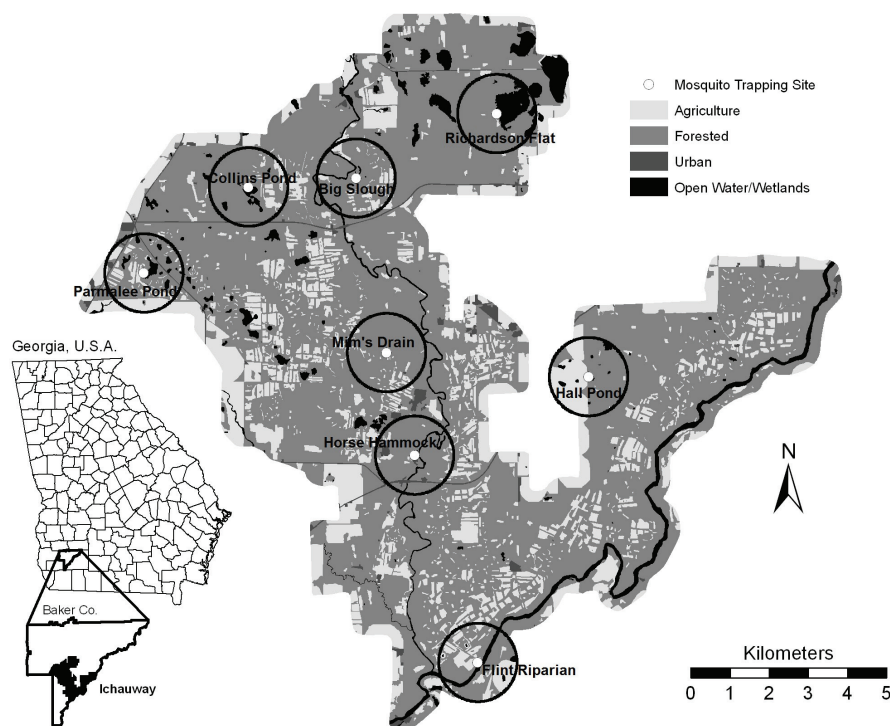 Mosquito Trapping Site
Agriculture
Forested
Urban
Open Water/Wetlands
Richardson Flat
Collins Pond
Big Slough
Parmalee Pond
Mim's Drain
Hall Pond
Horse Hammock
Flint Riparian
Georgia, U.S.A.
Baker Co.
Ichauway
N
Kilometers
0 1 2 3 4 5